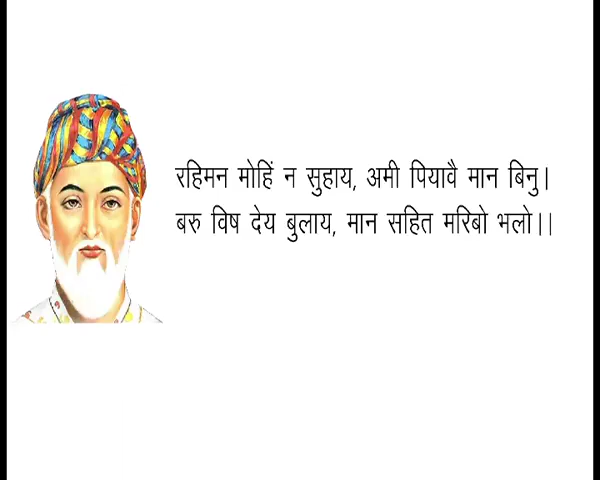 रहिमन मोहिं न सुहाय, अमी पियावै मान बिनु।
बरु विष देय बुलाय, मान सहित मरिबो भलो।।